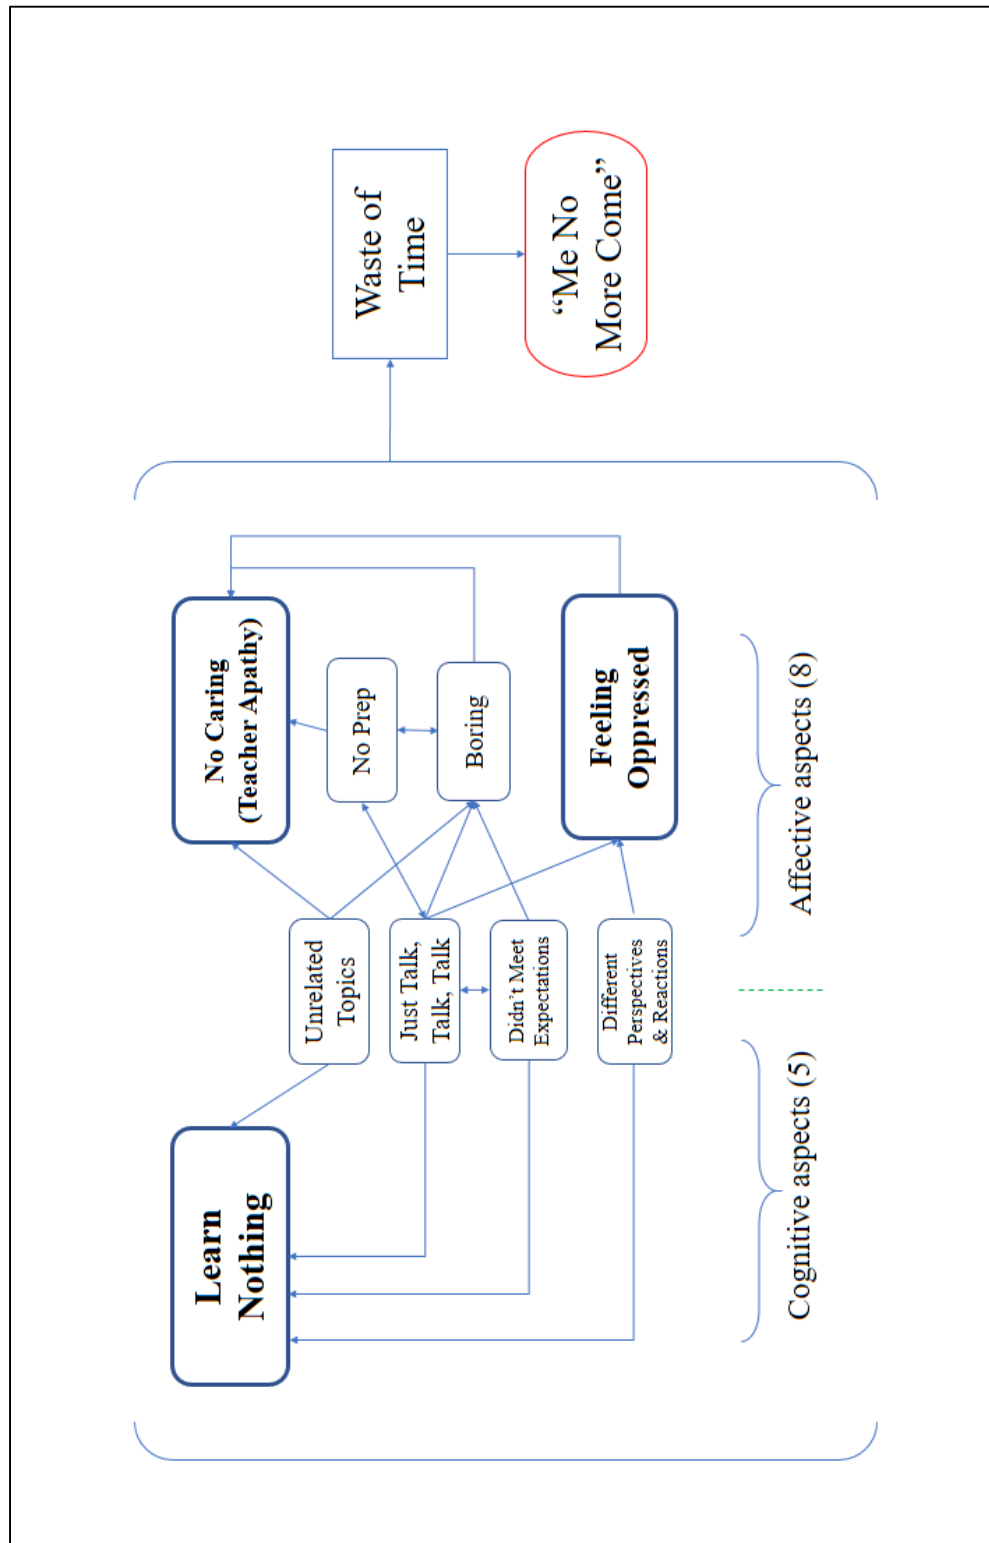 Learn
Nothing
Unrelated
Topics
Just Talk,
Talk, Talk
Didn't Meet
Expectations
Different
Perspectives
& Reactions
No Caring
(Teacher Apathy)
No Prep
Boring
Feeling
Oppressed
Cognitive aspects (5)
Affective aspects (8)
Waste of
Time
“Me No
More Come”